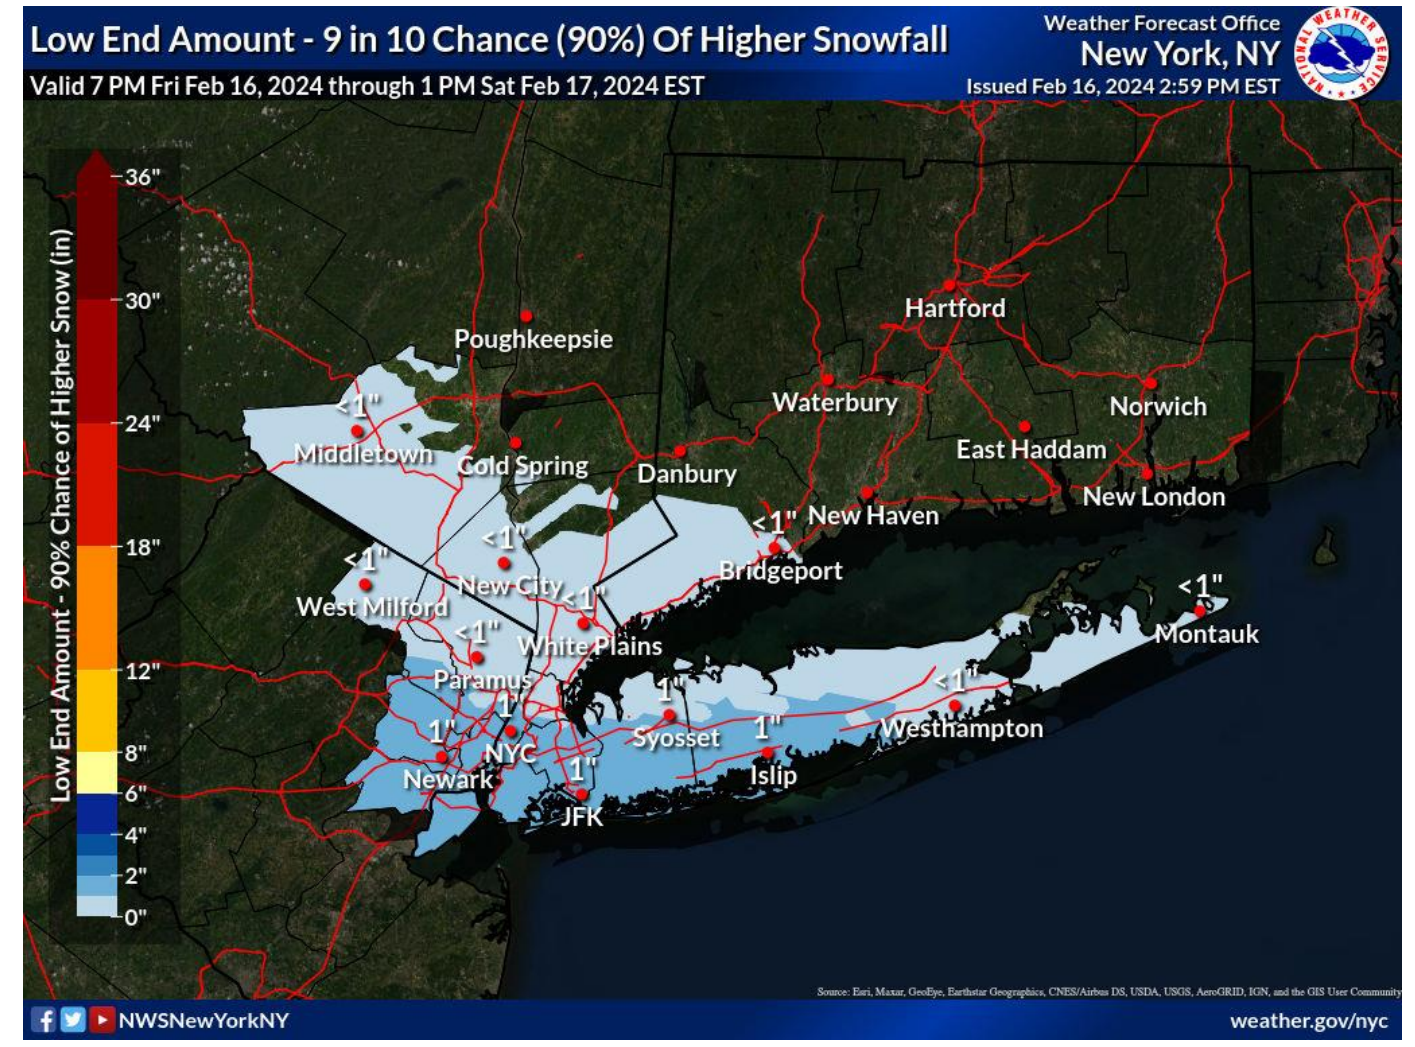 Low End Amount - 9 in 10 Chance (90%) Of Higher Snowfall
Valid 7 PM Fri Feb 16, 2024 through 1 PM Sat Feb 17, 2024 EST
Weather Forecast Office
New York, NY
Issued Feb 16, 2024 2:59 PM EST
NATIONAL WEATHER SERVICE
Low End Amount - 90% Chance of Higher Snow (in)
36"
30"
24"
18"
12"
8"
6"
4"
2"
0"
Hartford
Poughkeepsie
Waterbury
Norwich
<1"
Middletown
Cold Spring
Danbury
East Haddam
New London
<1"
New Haven
Bridgeport
<1"
New City
<1"
West Milford
<1"
White Plains
<1"
Montauk
<1"
Paramus
1"
NYC
1"
Syosset
<1"
Westhampton
1"
Newark
1"
Islip
1"
JFK
Source: Esri, Maxar, GeoEye, Earthstar Geographics, CNES/Airbus DS, USDA, USGS, AeroGRID, IGN, and the GIS User Community
NWSNewYorkNY
weather.gov/nyc